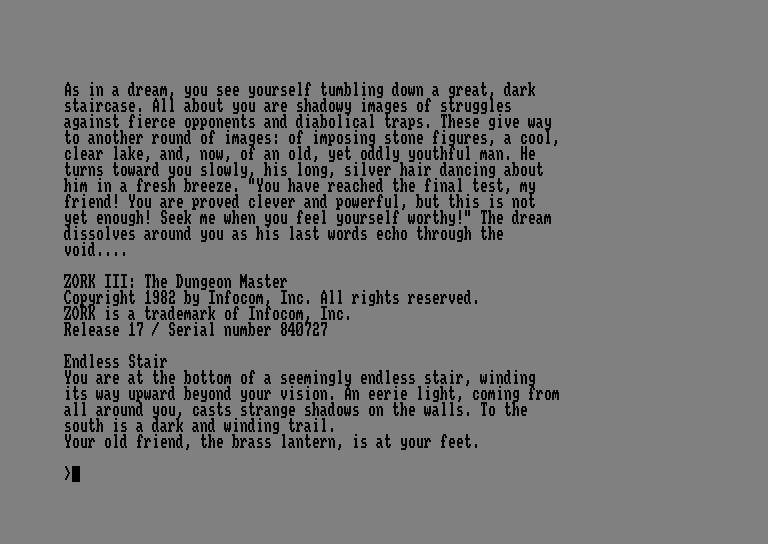 As in a dream, you see yourself tumbling down a great, dark
staircase. All about you are shadowy images of struggles
against fierce opponents and diabolical traps. These give way
to another round of images: of imposing stone figures, a cool,
clear lake, and, now, of an old, yet oddly youthful man. He
turns toward you slowly, his long, silver hair dancing about
him in a fresh breeze. "You have reached the final test, my
friend! You are proved clever and powerful, but this is not
yet enough! Seek me when you feel yourself worthy!" The dream
dissolves around you as his last words echo through the
void....
ZORK III: The Dungeon Master
Copyright 1982 by Infocom, Inc. All rights reserved.
ZORK is a trademark of Infocom, Inc.
Release 17 / Serial number 840727
Endless Stair
You are at the bottom of a seemingly endless stair, winding
its way upward beyond your vision. An eerie light, coming from
all around you, casts strange shadows on the walls. To the
south is a dark and winding trail.
Your old friend, the brass lantern, is at your feet.
>